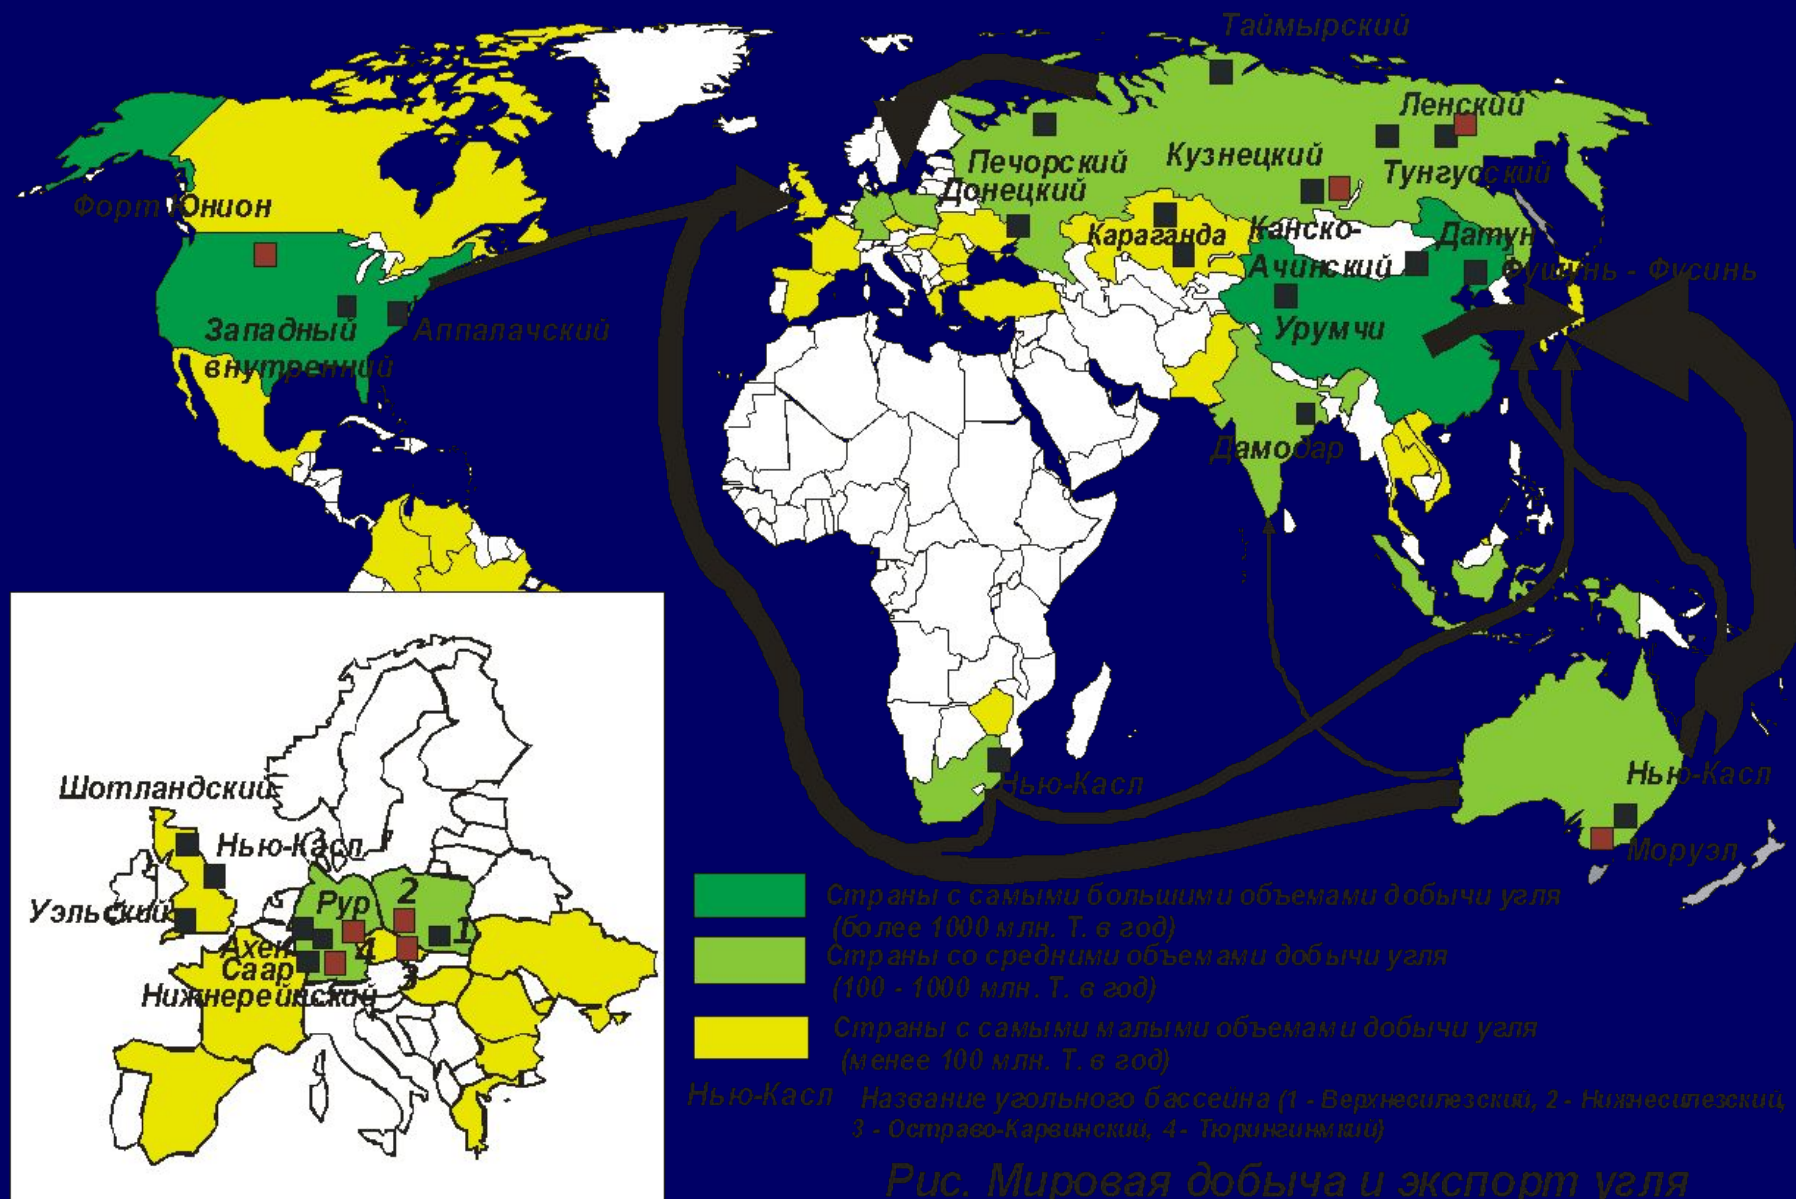 Таймырский
Ленский
Печорский
Кузнецкий
Тунгусский
Донецкий
Форт Юнион
Караганда
Канско-
Ачинский
Датун
Фушунь - Фусинь
Западный
внутренний
Аппалачский
Урумчи
Дамодар
Нью-Касл
Нью-Касл
Моруэл
Шотландский
Нью-Касл
Уэльский
Рур
2
1
Ахен
4
Саар
3
Нижнерейнский
Страны с самыми большими объемами добычи угля
(более 1000 млн. Т. в год)
Страны со средними объемами добычи угля
(100 - 1000 млн. Т. в год)
Страны с самыми малыми объемами добычи угля
(менее 100 млн. Т. в год)
Нью-Касл Название угольного бассейна (1 - Верхнесилезский, 2 - Нижнесилезский,
3 - Остраво-Карвинский, 4 - Тюрингинмкии)
Рис. Мировая добыча и экспорт угля